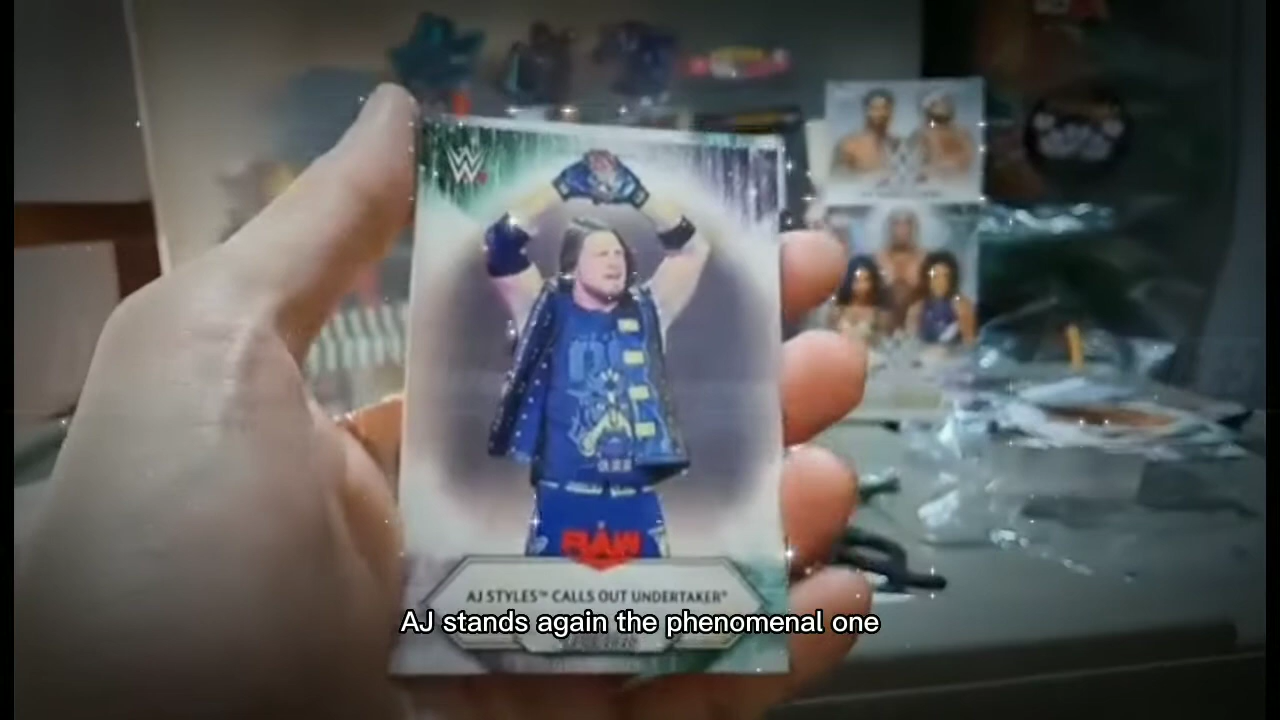 W
RAW
AJ STYLES™ CALLS OUT UNDERTAKER®
AJ stands again the phenomenal one